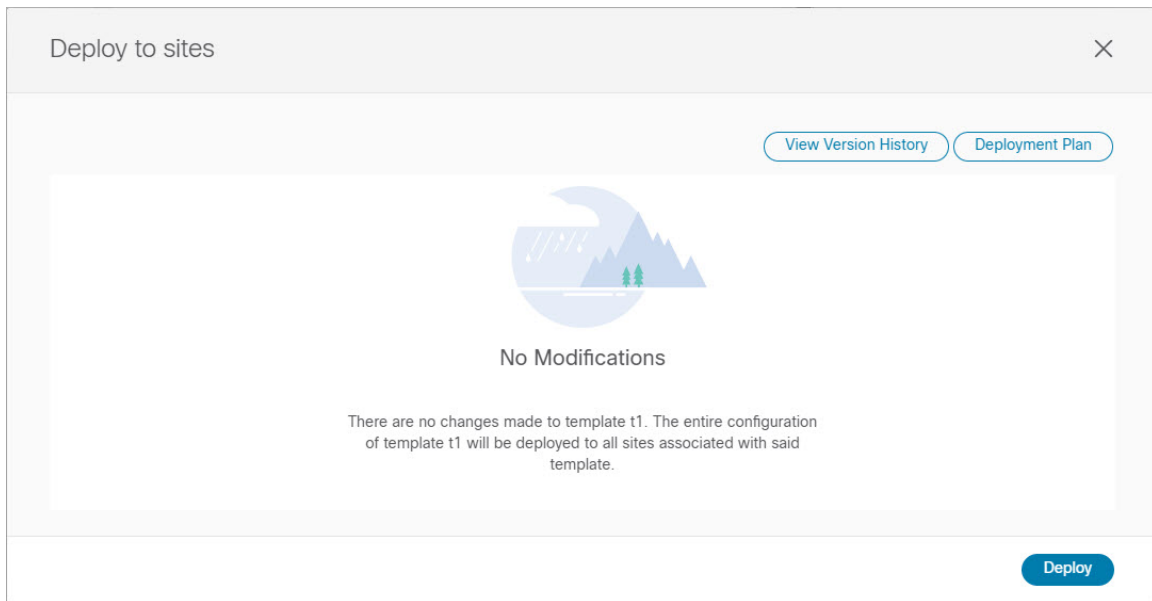 Deploy to sites
View Version History
Deployment Plan
No Modifications
There are no changes made to template t1. The entire configuration
of template t1 will be deployed to all sites associated with said
template.
Deploy